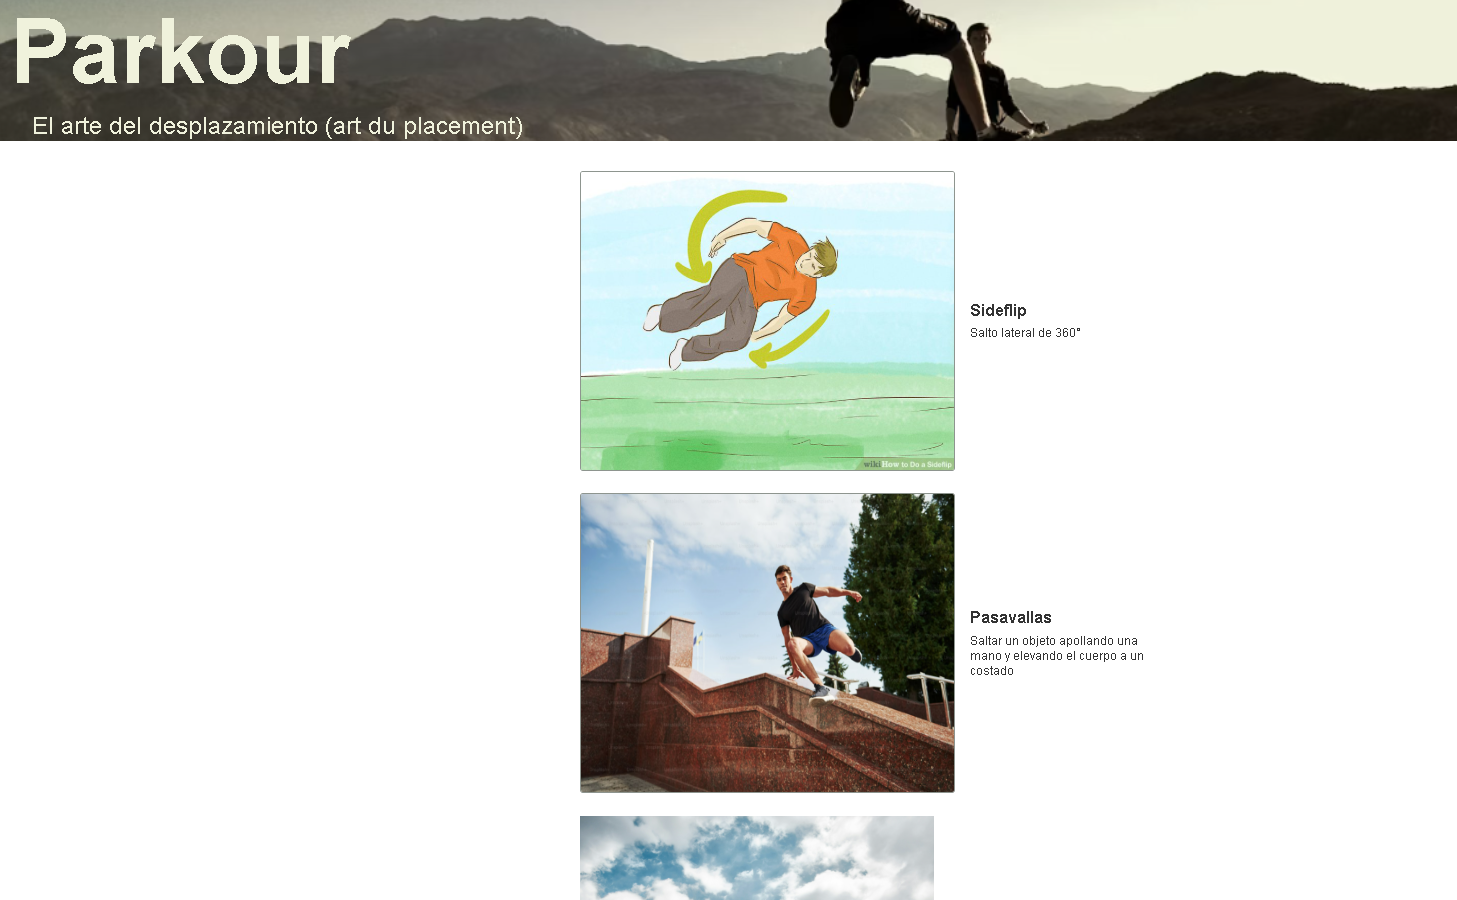 Parkour
El arte del desplazamiento (art du placement)
wikiHow to Do a Sideflip
Sideflip
Salto lateral de 360°
Pasavallas
Saltar un objeto apollando una
mano y elevando el cuerpo a un
costado